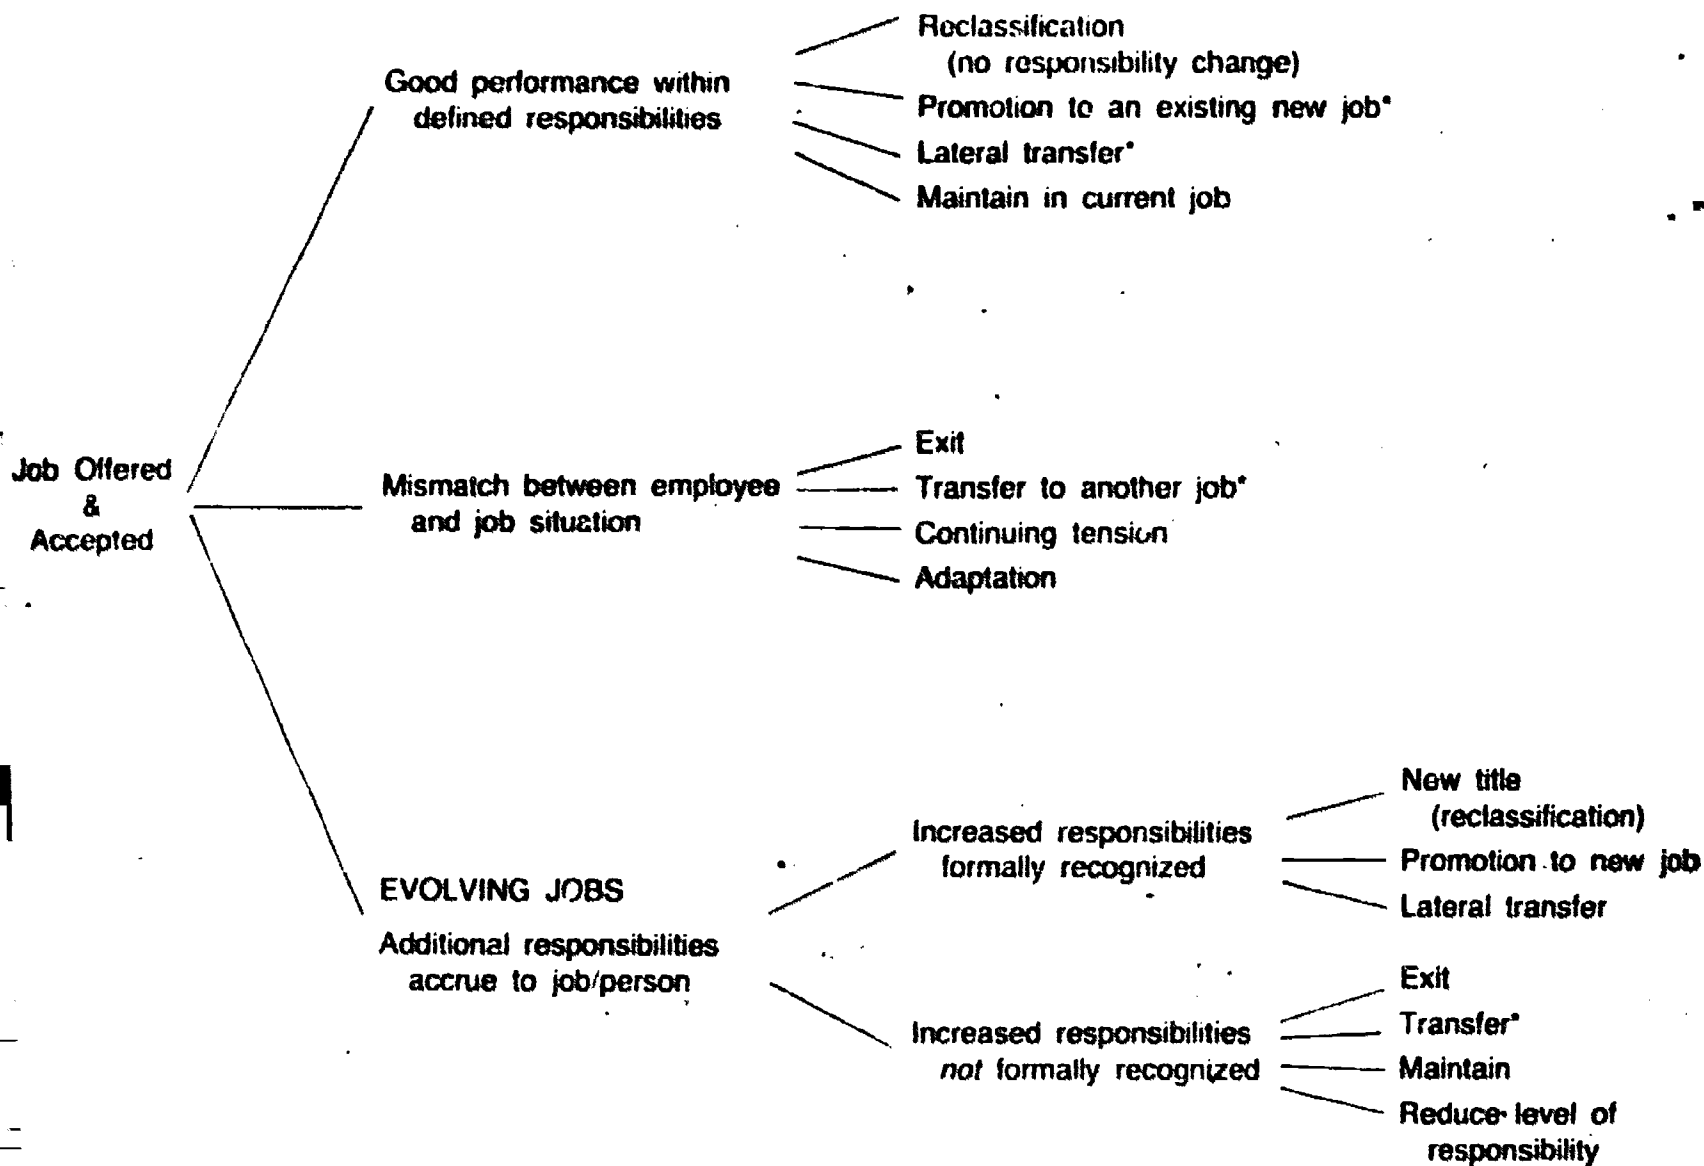 Reclassification
(no responsibility change)
Good performance within
defined responsibilities
Promotion to an existing new job*
Lateral transfer*
Maintain in current job
Job Offered
&
Accepted
Mismatch between employee
and job situation
Exit
Transfer to another job*
Continuing tension
Adaptation
EVOLVING JOBS
Additional responsibilities
accrue to job/person
Increased responsibilities
formally recognized
New title
(reclassification)
Promotion to new job
Lateral transfer
Increased responsibilities
not formally recognized
Exit
Transfer*
Maintain
Reduce level of
responsibility